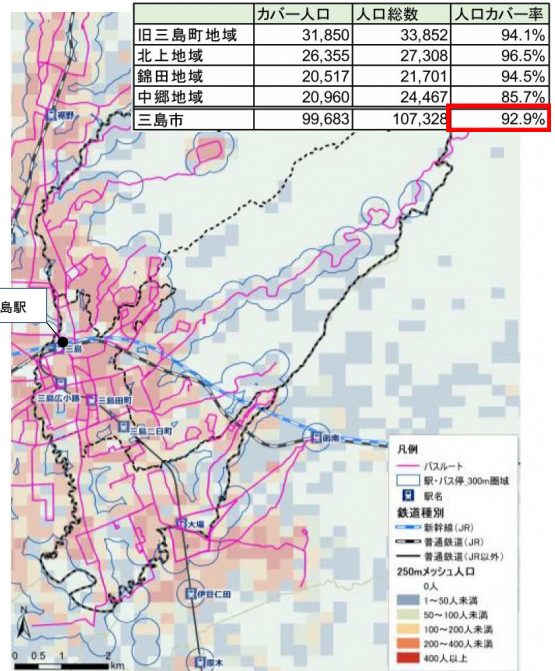 カバー人口 人口総数 人口カバー率
旧三島町地域 31,850 33,852 94.1%
北上地域 26,355 27,308 96.5%
錦田地域 20,517 21,701 94.5%
中郷地域 20,960 24,467 85.7%
三島市 99,683 107,328 92.9%
裾野
島駅
三島
三島広小路
三島田町
三島二日町
函南
大場
伊豆仁田
原木
凡例
バスルート
駅・バス停_300m圏域
駅名
鉄道種別
新幹線(JR)
普通鉄道(JR)
普通鉄道(JR以外)
250mメッシュ人口
0人
1～50人未満
50～100人未満
100～200人未満
200～400人未満
400人以上
N
0 0.5 1 2
km